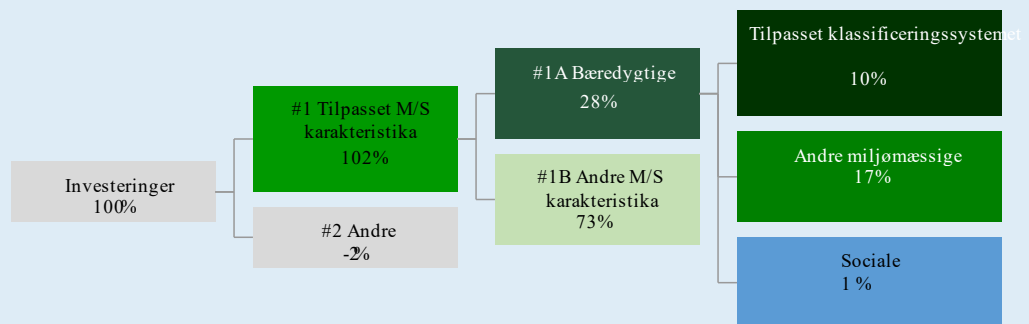 Investeringer
100%
#1 Tilpasset M/S
karakteristika
102%
#2 Andre
-2%
#1A Bæredygtige
28%
#1B Andre M/S
karakteristika
73%
Tilpasset klassificeringssystemet
10%
Andre miljømæssige
17%
Sociale
1 %